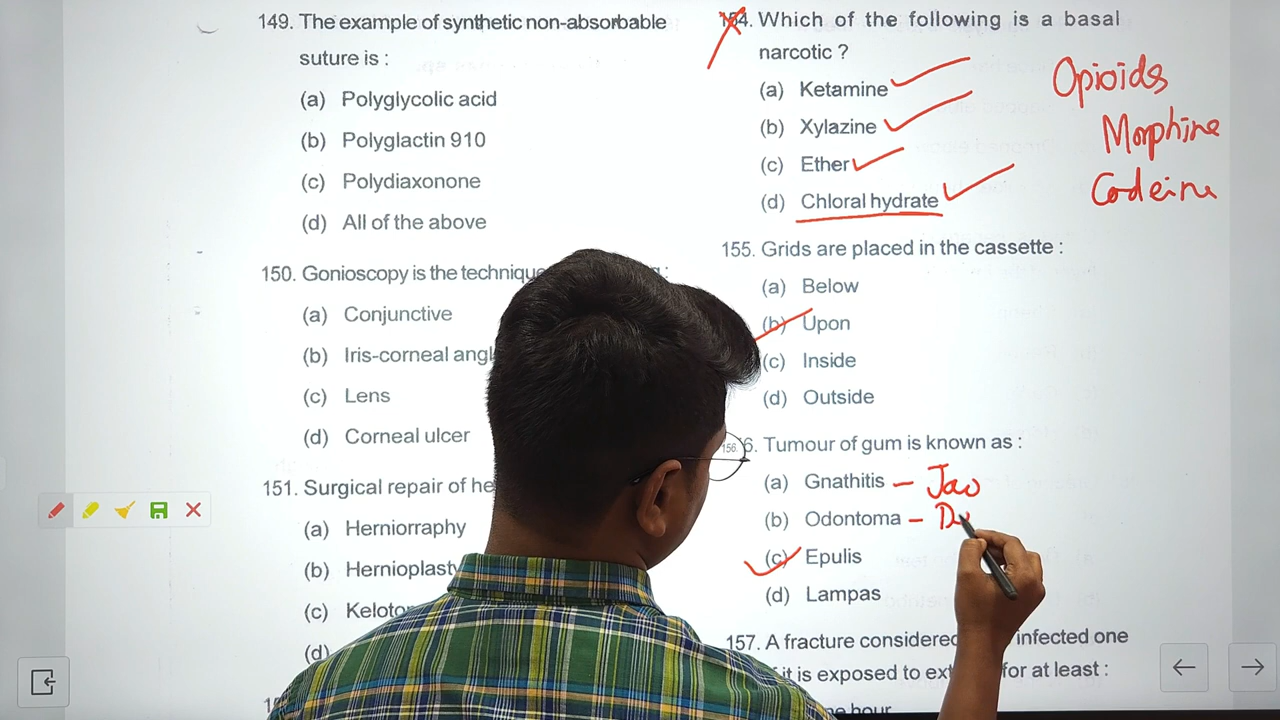 149. The example of synthetic non-absorbable
suture is :
(a) Polyglycolic acid
(b) Polyglactin 910
(c) Polydiaxonone
(d) All of the above
150. Gonioscopy is the technique
(a) Conjunctive
(b) Iris-corneal angle
(c) Lens
(d) Corneal ulcer
151. Surgical repair of
(a) Herniorraphy
(b) Hernioplasty
(c)
(d)
154. Which of the following is a basal
narcotic ?
(a) Ketamine
(b) Xylazine
(c) Ether
(d) Chloral hydrate
Opioids
Morphine
Codeine
155. Grids are placed in the cassette :
(a) Below
(b) Upon
(c) Inside
(d) Outside
156. 6. Tumour of gum is known as :
(a) Gnathitis – Jaw
(b) Odontoma –
(c) Epulis
(d) Lampas
157. A fracture considered infected one
if it is exposed to for at least :
hour